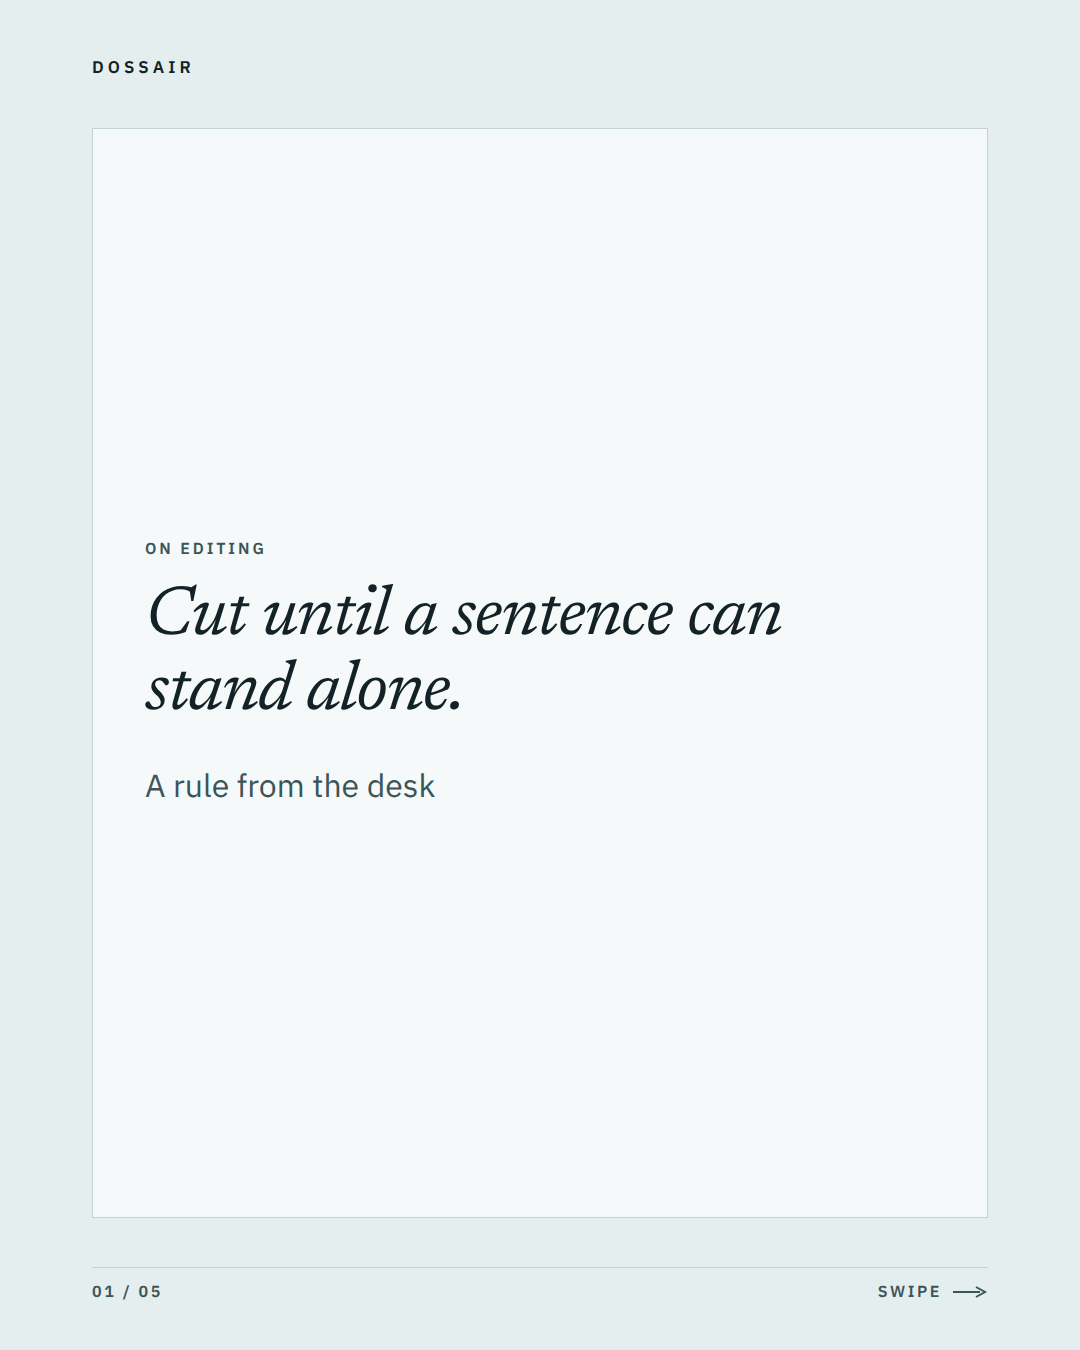 DOSSAIR
ON EDITING
Cut until a sentence can
stand alone.
A rule from the desk
01 / 05
SWIPE